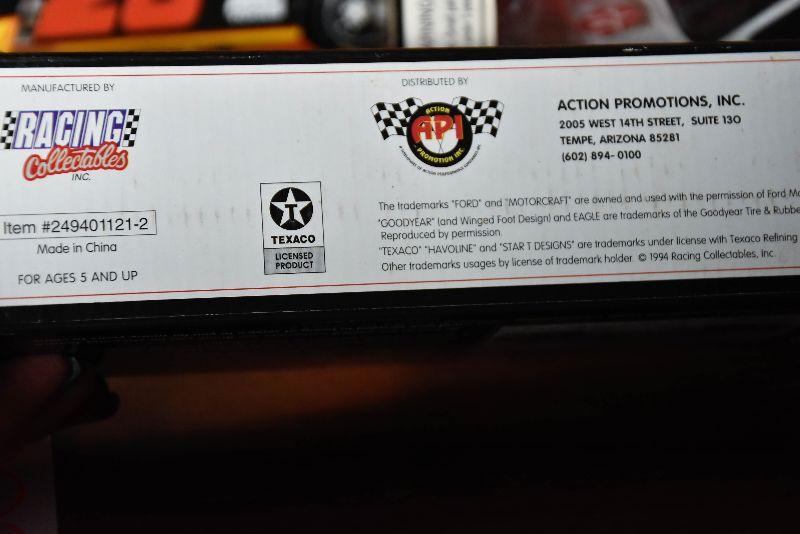 MANUFACTURED BY
RACING
Collectables
INC.
Item #249401121-2
Made in China
FOR AGES 5 AND UP
TEXACO
LICENSED
PRODUCT
DISTRIBUTED BY
ACTION
API
PROMOTION INC.
ACTION PROMOTIONS, INC.
2005 WEST 14TH STREET, SUITE 130
TEMPE, ARIZONA 85281
(602) 894-0100
The trademarks "FORD" and "MOTORCRAFT" are owned and used with the permission of Ford
"GOODYEAR" (and Winged Foot Design) and EAGLE are trademarks of the Goodyear Tire &
Reproduced by permission.
"TEXACO" "HAVOLINE" and "STAR T DESIGNS" are trademarks under license with Texaco Refining
Other trademarks usages by license of trademark holder. © 1994 Racing Collectables, Inc.